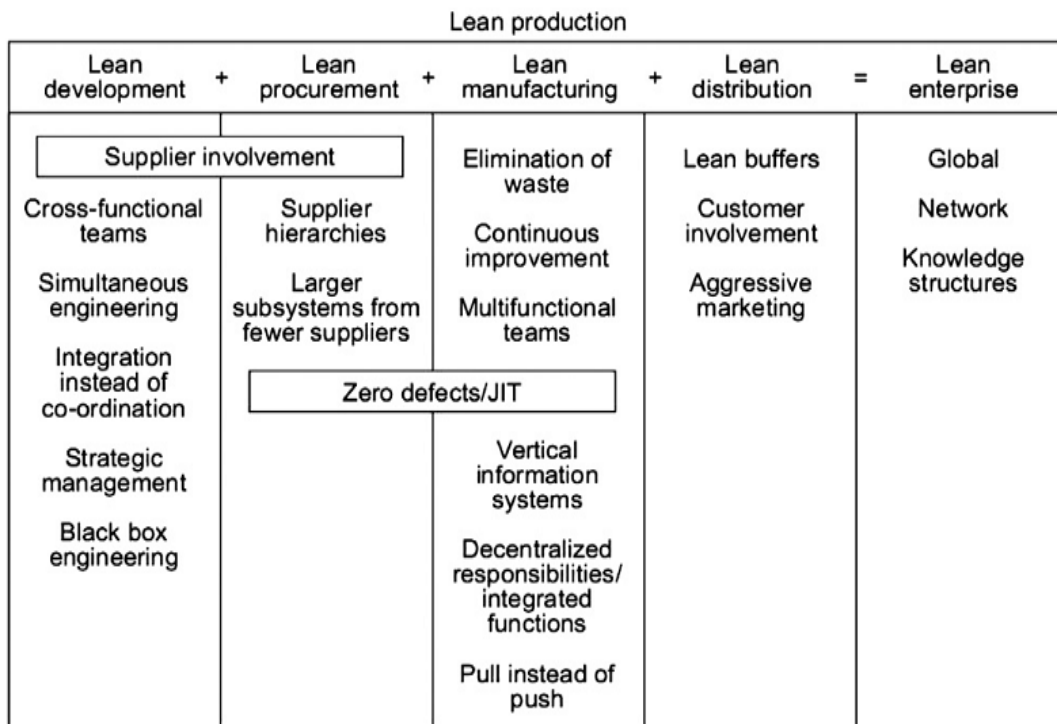 Lean production
Lean
development
+
Lean
procurement
+
Lean
manufacturing
+
Lean
distribution
=
Lean
enterprise
Supplier involvement
Cross-functional
teams
Simultaneous
engineering
Integration
instead of
co-ordination
Strategic
management
Black box
engineering
Supplier
hierarchies
Larger
subsystems from
fewer suppliers
Zero defects/JIT
Elimination of
waste
Continuous
improvement
Multifunctional
teams
Vertical
information
systems
Decentralized
responsibilities/
integrated
functions
Pull instead of
push
Lean buffers
Customer
involvement
Aggressive
marketing
Global
Network
Knowledge
structures